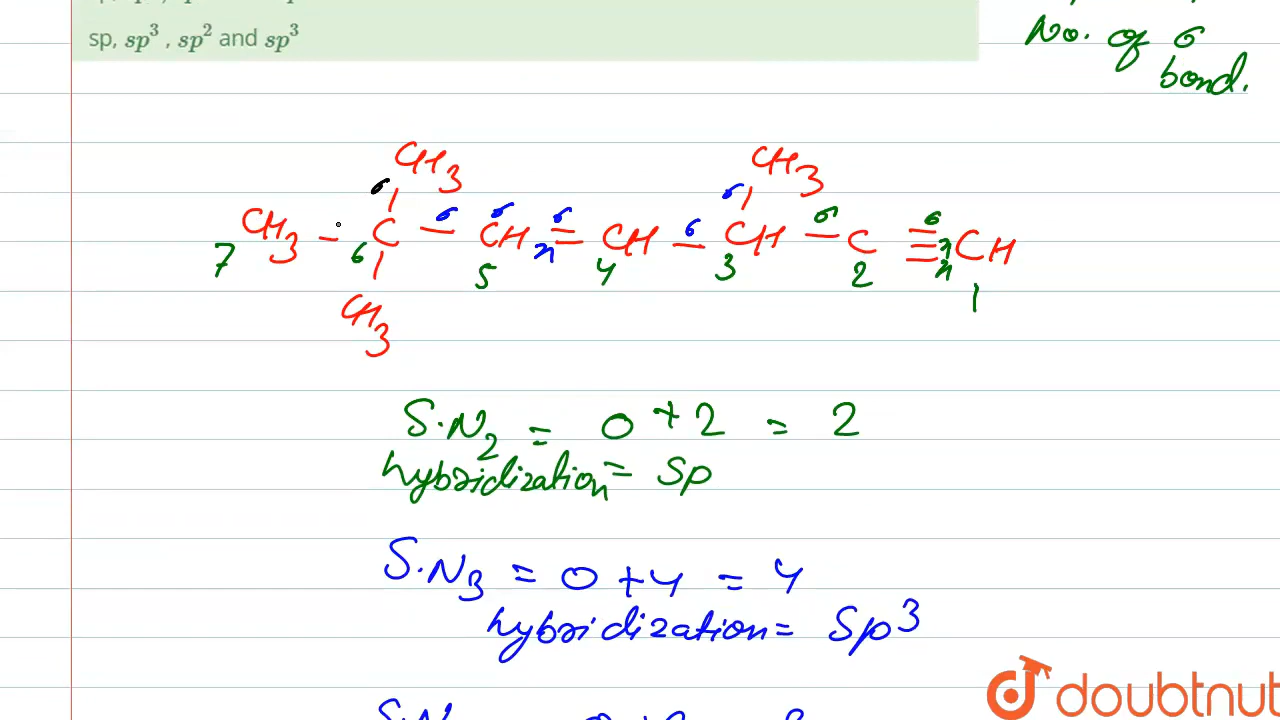 sp, sp³ , sp² and sp³
No. of σ
bond.
CH3 CH3
σ σ σ σ σ σ σ σ
CH3 – C – CH = CH – CH – C ≡ CH
π π π
7 6 5 4 3 2 1
CH3
S.N2 = 0 + 2 = 2
hybridization = sp
S.N3 = 0 + 4 = 4
hybridization = sp3
doubtnut